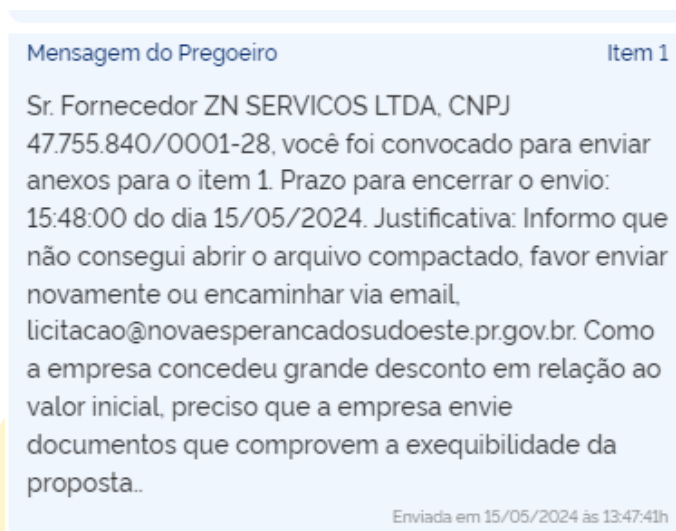 Mensagem do Pregoeiro
Item 1
Sr. Fornecedor ZN SERVICOS LTDA, CNPJ
47.755.840/0001-28, você foi convocado para enviar
anexos para o item 1. Prazo para encerrar o envio:
15:48:00 do dia 15/05/2024. Justificativa: Informo que
não consegui abrir o arquivo compactado, favor enviar
novamente ou encaminhar via email,
licitacao@novaesperancadosudoeste.pr.gov.br. Como
a empresa concedeu grande desconto em relação ao
valor inicial, preciso que a empresa envie
documentos que comprovem a exequibilidade da
proposta..
Enviada em 15/05/2024 às 13:47:41h